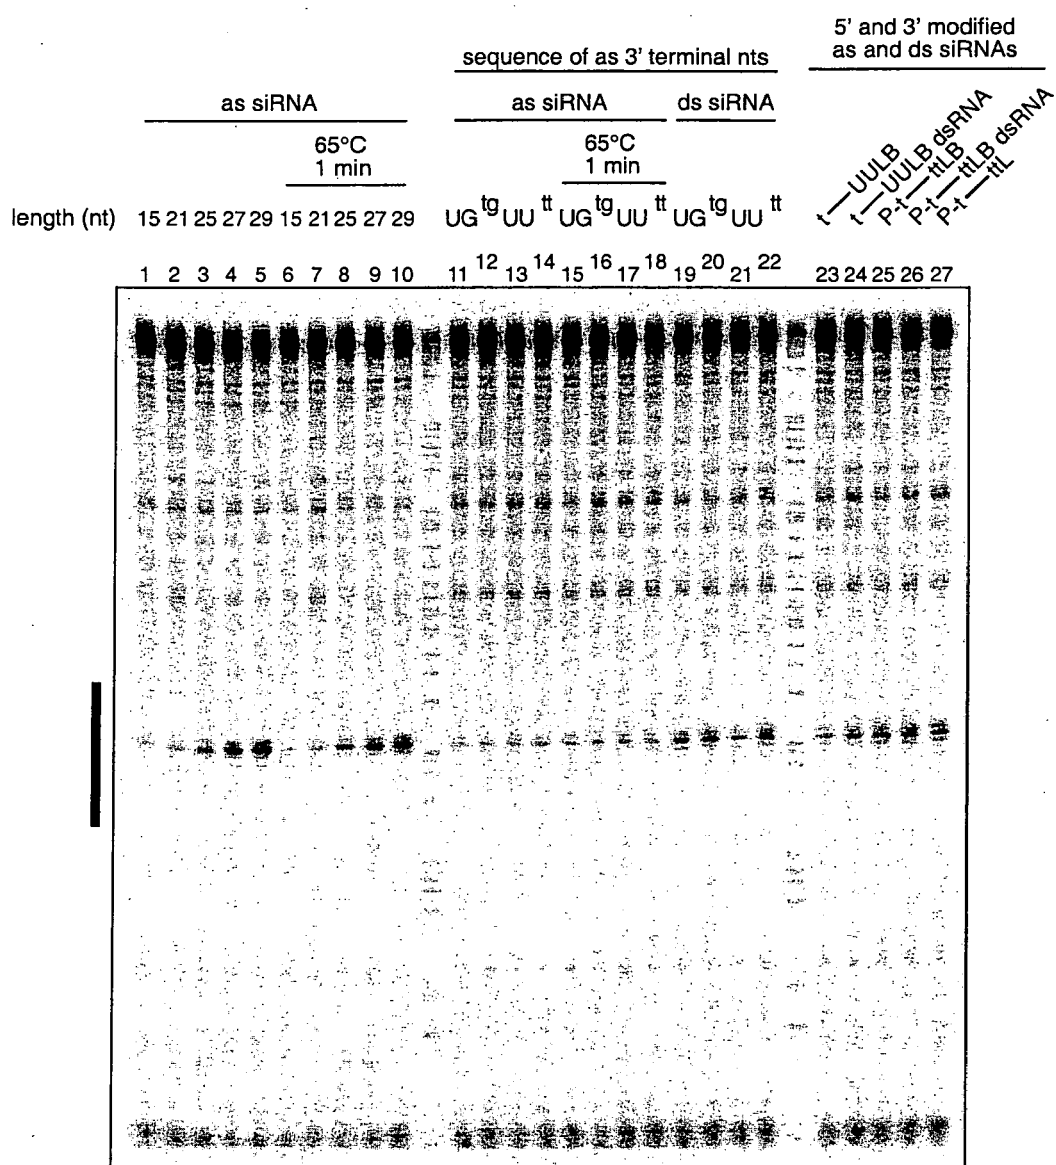 5' and 3' modified
as and ds siRNAs
sequence of as 3' terminal nts
as siRNA
as siRNA
ds siRNA
65°C
1 min
65°C
1 min
t—UULB
t—UULB dsRNA
P-t—ttLB
P-t—ttLB dsRNA
P-t—ttL
length (nt) 15 21 25 27 29 15 21 25 27 29
UG tg UU tt UG tg UU tt UG tg UU tt
1 2 3 4 5 6 7 8 9 10 11 12 13 14 15 16 17 18 19 20 21 22 23 24 25 26 27